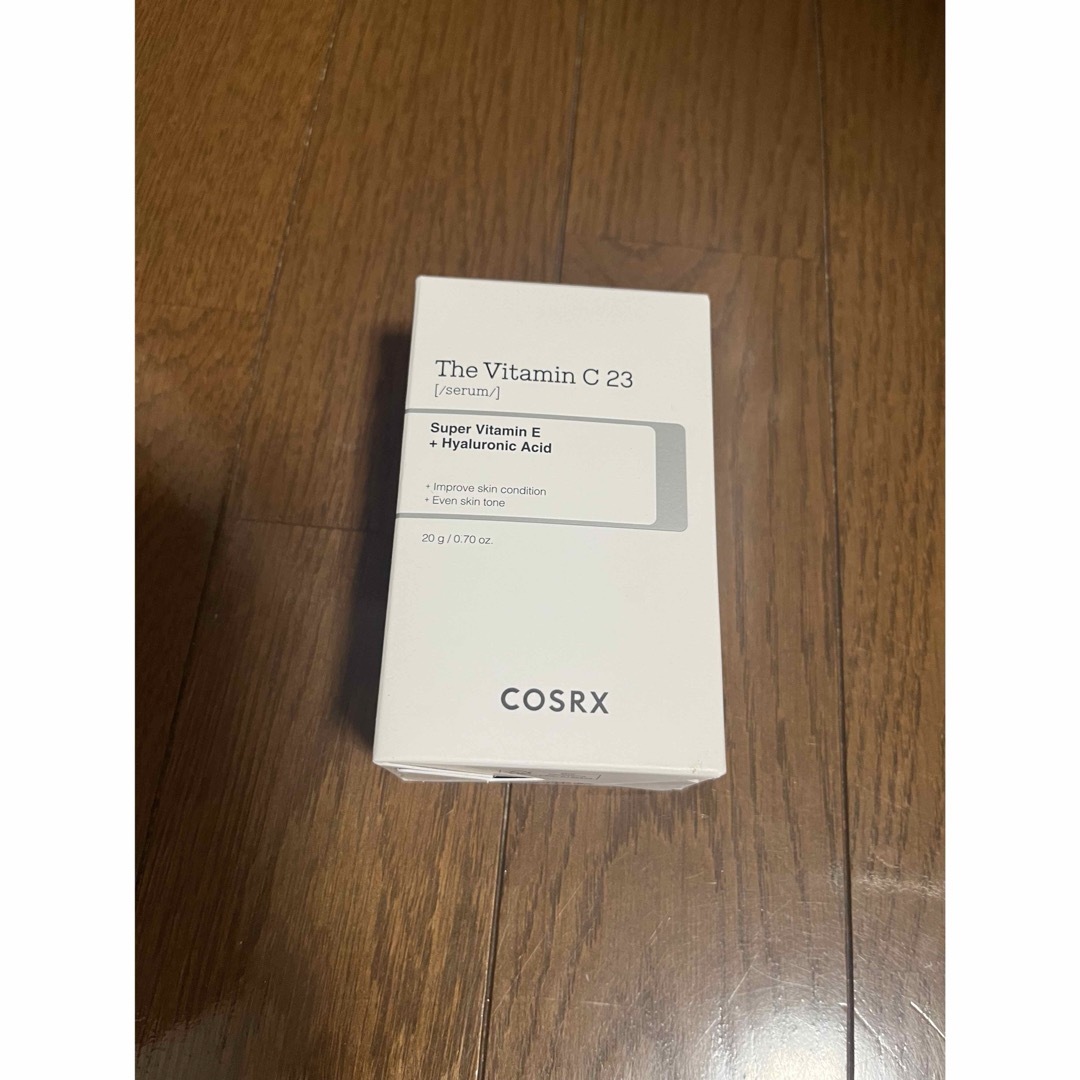 The Vitamin C 23
[/serum/]
Super Vitamin E
+ Hyaluronic Acid
+ Improve skin condition
+ Even skin tone
20 g / 0.70 oz.
COSRX